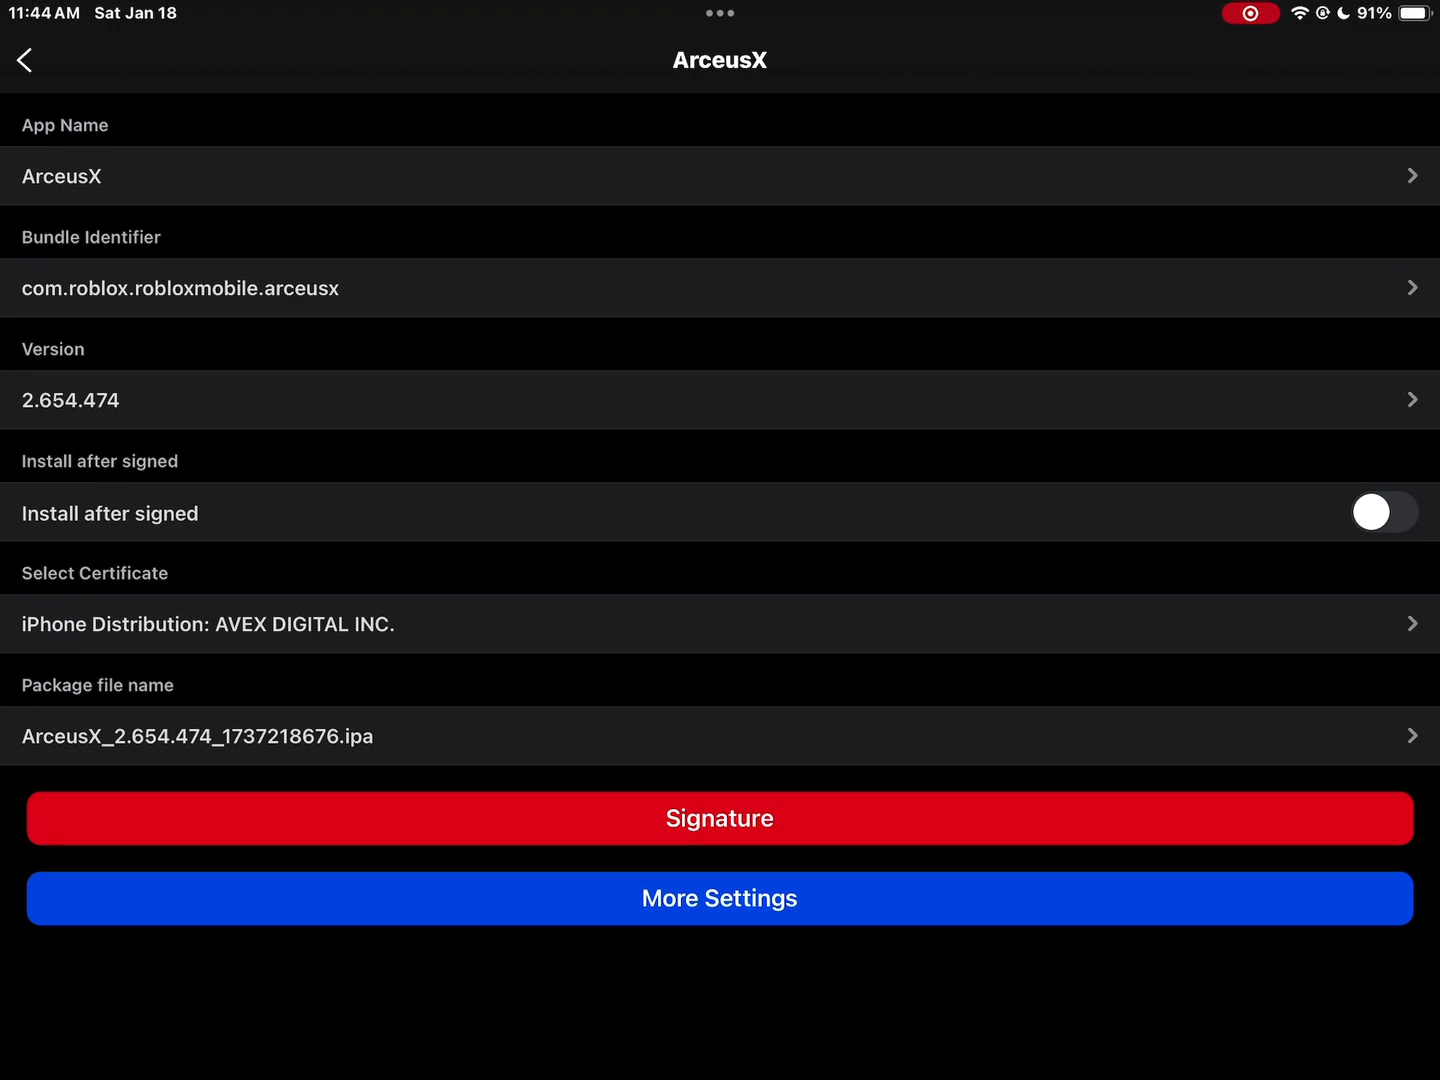 11:44 AM Sat Jan 18
91%
ArceusX
App Name
ArceusX
Bundle Identifier
com.roblox.robloxmobile.arceusx
Version
2.654.474
Install after signed
Install after signed
Select Certificate
iPhone Distribution: AVEX DIGITAL INC.
Package file name
ArceusX_2.654.474_1737218676.ipa
Signature
More Settings